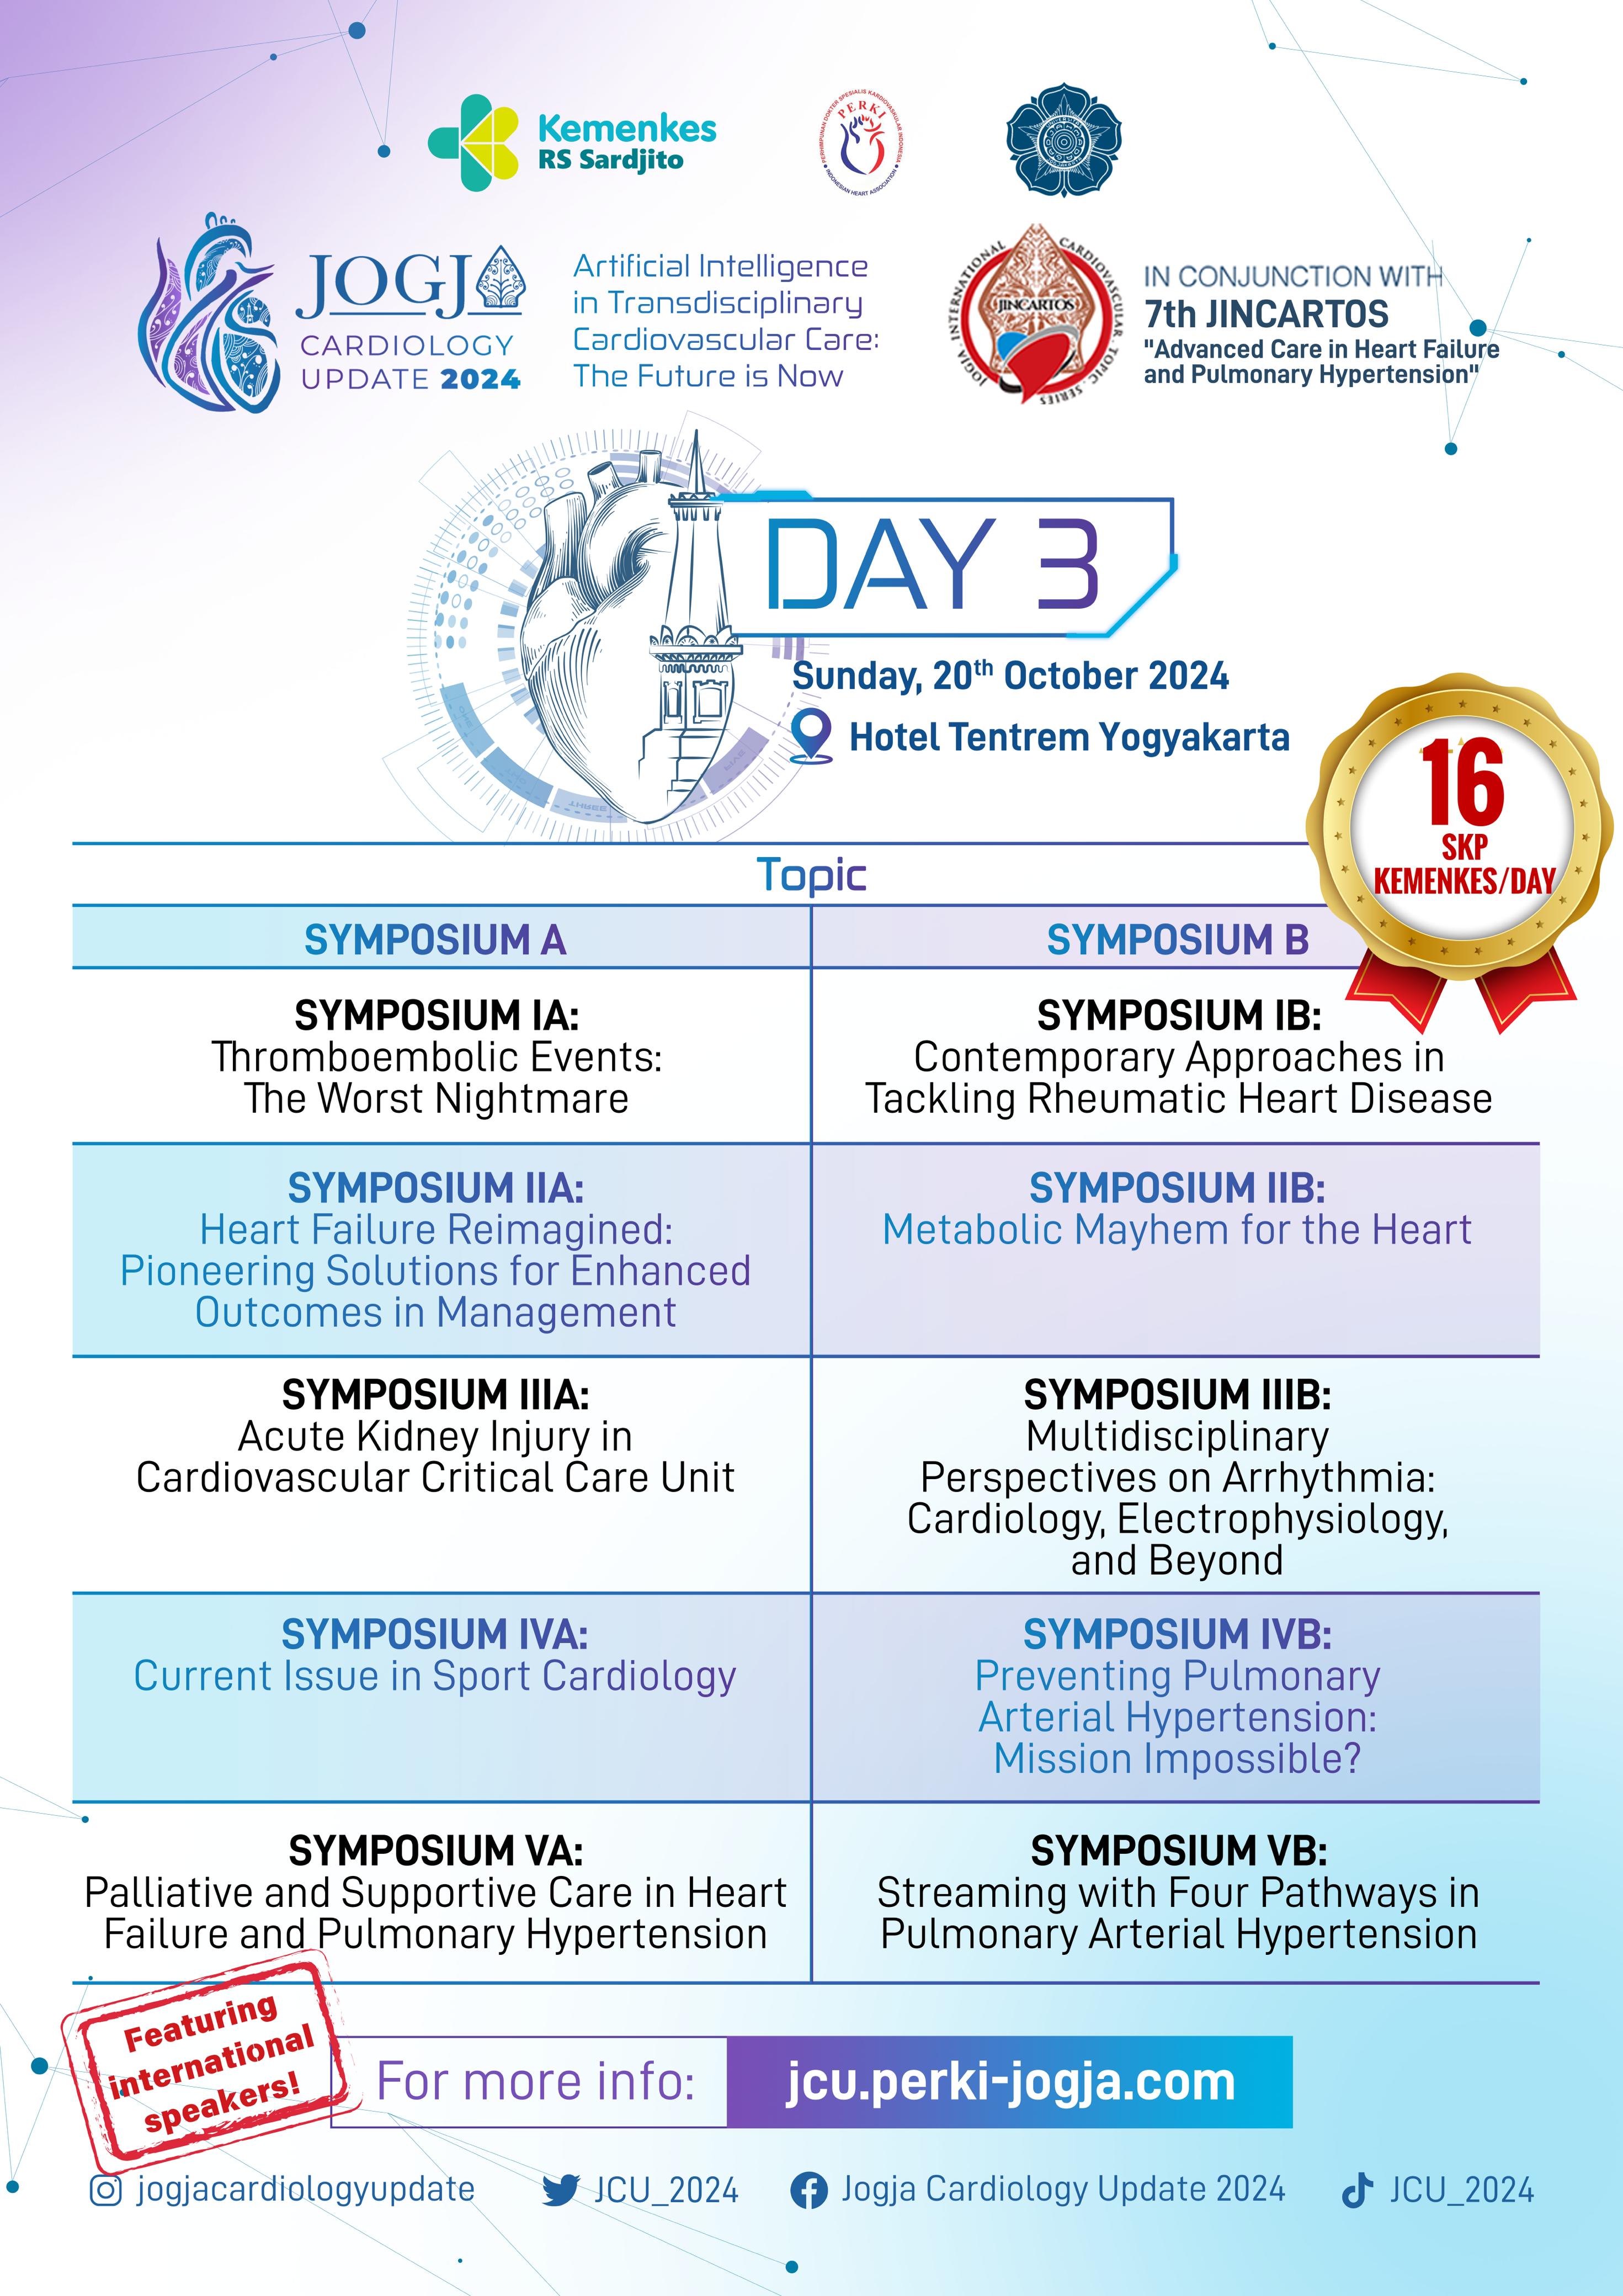 Kemenkes
RS Sardjito
PERHIMPUNAN DOKTER SPESIALIS KARDIOVASKULAR INDONESIA
PERKI
INDONESIAN HEART ASSOCIATION
JOGJA
CARDIOLOGY
UPDATE 2024
Artificial Intelligence
in Transdisciplinary
Cardiovascular Care:
The Future is Now
JOGJA INTERNATIONAL CARDIOVASCULAR TOPIC SERIES
JINCARTOS
IN CONJUNCTION WITH
7th JINCARTOS
"Advanced Care in Heart Failure
and Pulmonary Hypertension"
DAY 3
Sunday, 20th October 2024
Hotel Tentrem Yogyakarta
16
SKP
KEMENKES/DAY
Topic
SYMPOSIUM A
SYMPOSIUM B
SYMPOSIUM IA:
Thromboembolic Events:
The Worst Nightmare
SYMPOSIUM IB:
Contemporary Approaches in
Tackling Rheumatic Heart Disease
SYMPOSIUM IIA:
Heart Failure Reimagined:
Pioneering Solutions for Enhanced
Outcomes in Management
SYMPOSIUM IIB:
Metabolic Mayhem for the Heart
SYMPOSIUM IIIA:
Acute Kidney Injury in
Cardiovascular Critical Care Unit
SYMPOSIUM IIIB:
Multidisciplinary
Perspectives on Arrhythmia:
Cardiology, Electrophysiology,
and Beyond
SYMPOSIUM IVA:
Current Issue in Sport Cardiology
SYMPOSIUM IVB:
Preventing Pulmonary
Arterial Hypertension:
Mission Impossible?
SYMPOSIUM VA:
Palliative and Supportive Care in Heart
Failure and Pulmonary Hypertension
SYMPOSIUM VB:
Streaming with Four Pathways in
Pulmonary Arterial Hypertension
Featuring
international
speakers!
For more info:
jcu.perki-jogja.com
jogjacardiologyupdate
JCU_2024
Jogja Cardiology Update 2024
JCU_2024